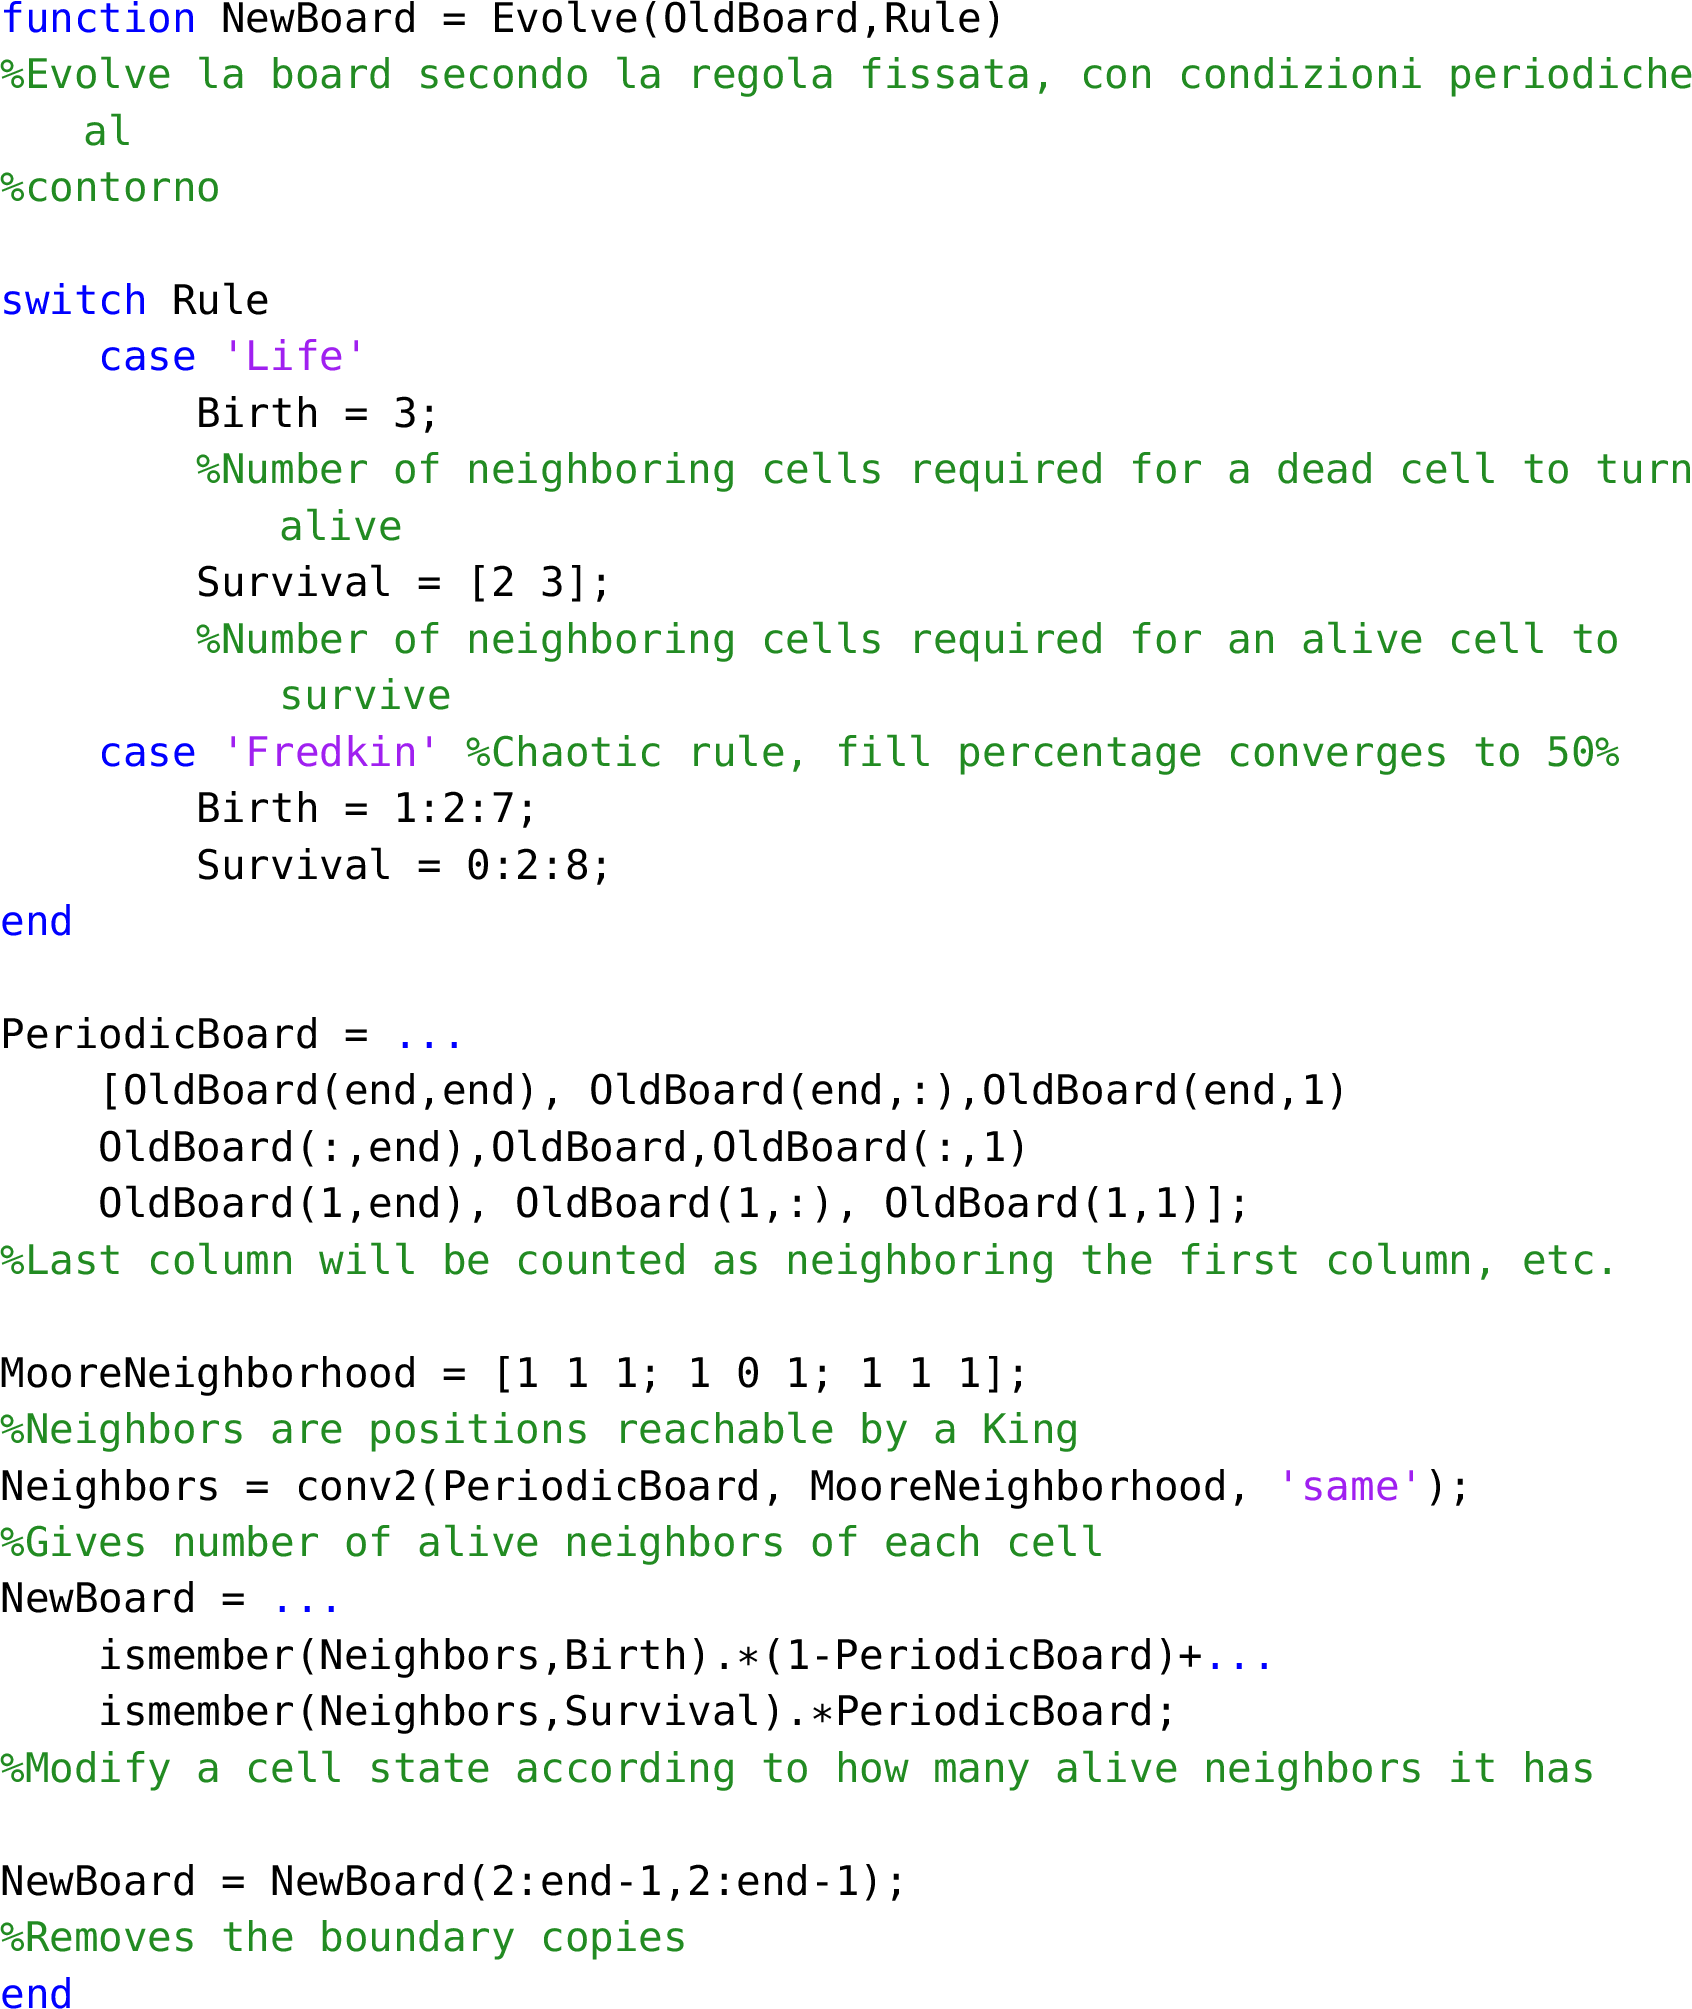 function NewBoard = Evolve(OldBoard,Rule)
%Evolve la board secondo la regola fissata, con condizioni periodiche
al
%contorno
switch Rule
case 'Life'
Birth = 3;
%Number of neighboring cells required for a dead cell to turn
alive
Survival = [2 3];
%Number of neighboring cells required for an alive cell to
survive
case 'Fredkin' %Chaotic rule, fill percentage converges to 50%
Birth = 1:2:7;
Survival = 0:2:8;
end
PeriodicBoard = ...
[OldBoard(end,end), OldBoard(end,:),OldBoard(end,1)
OldBoard(:,end),OldBoard,OldBoard(:,1)
OldBoard(1,end), OldBoard(1,:), OldBoard(1,1)];
%Last column will be counted as neighboring the first column, etc.
MooreNeighborhood = [1 1 1; 1 0 1; 1 1 1];
%Neighbors are positions reachable by a King
Neighbors = conv2(PeriodicBoard, MooreNeighborhood, 'same');
%Gives number of alive neighbors of each cell
NewBoard = ...
ismember(Neighbors,Birth).*(1-PeriodicBoard)+...
ismember(Neighbors,Survival).*PeriodicBoard;
%Modify a cell state according to how many alive neighbors it has
NewBoard = NewBoard(2:end-1,2:end-1);
%Removes the boundary copies
end